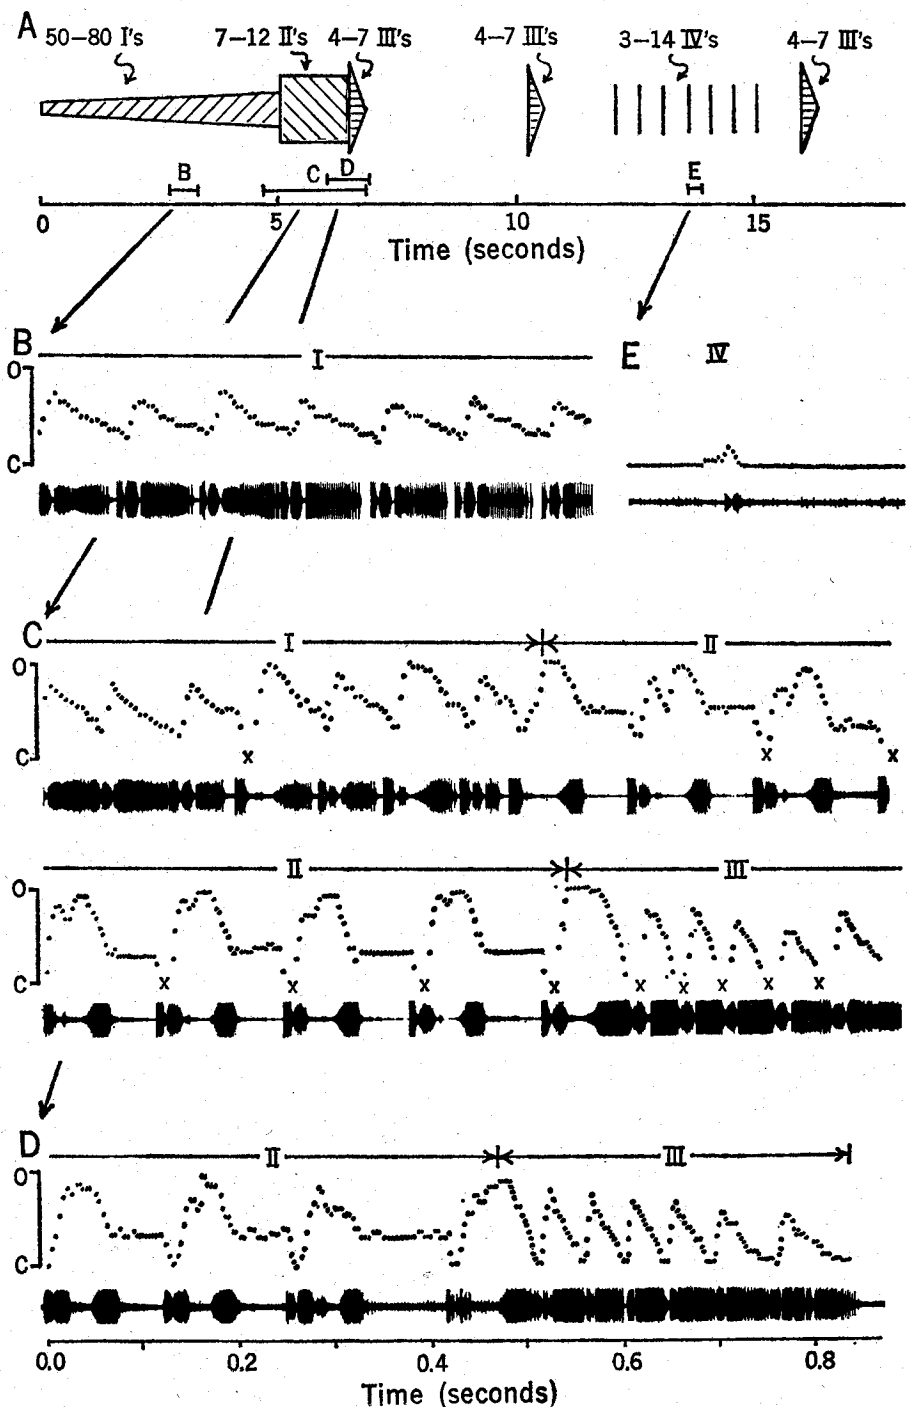 A
50–80 I's 7–12 II's 4–7 III's 4–7 III's 3–14 IV's 4–7 III's
B C D E
0 5 10 15
Time (seconds)
B I
O
C
E IV
C I II
O
C
x x x
II III
O
C
x x x x x x x x x
D II III
O
C
0.0 0.2 0.4 0.6 0.8
Time (seconds)